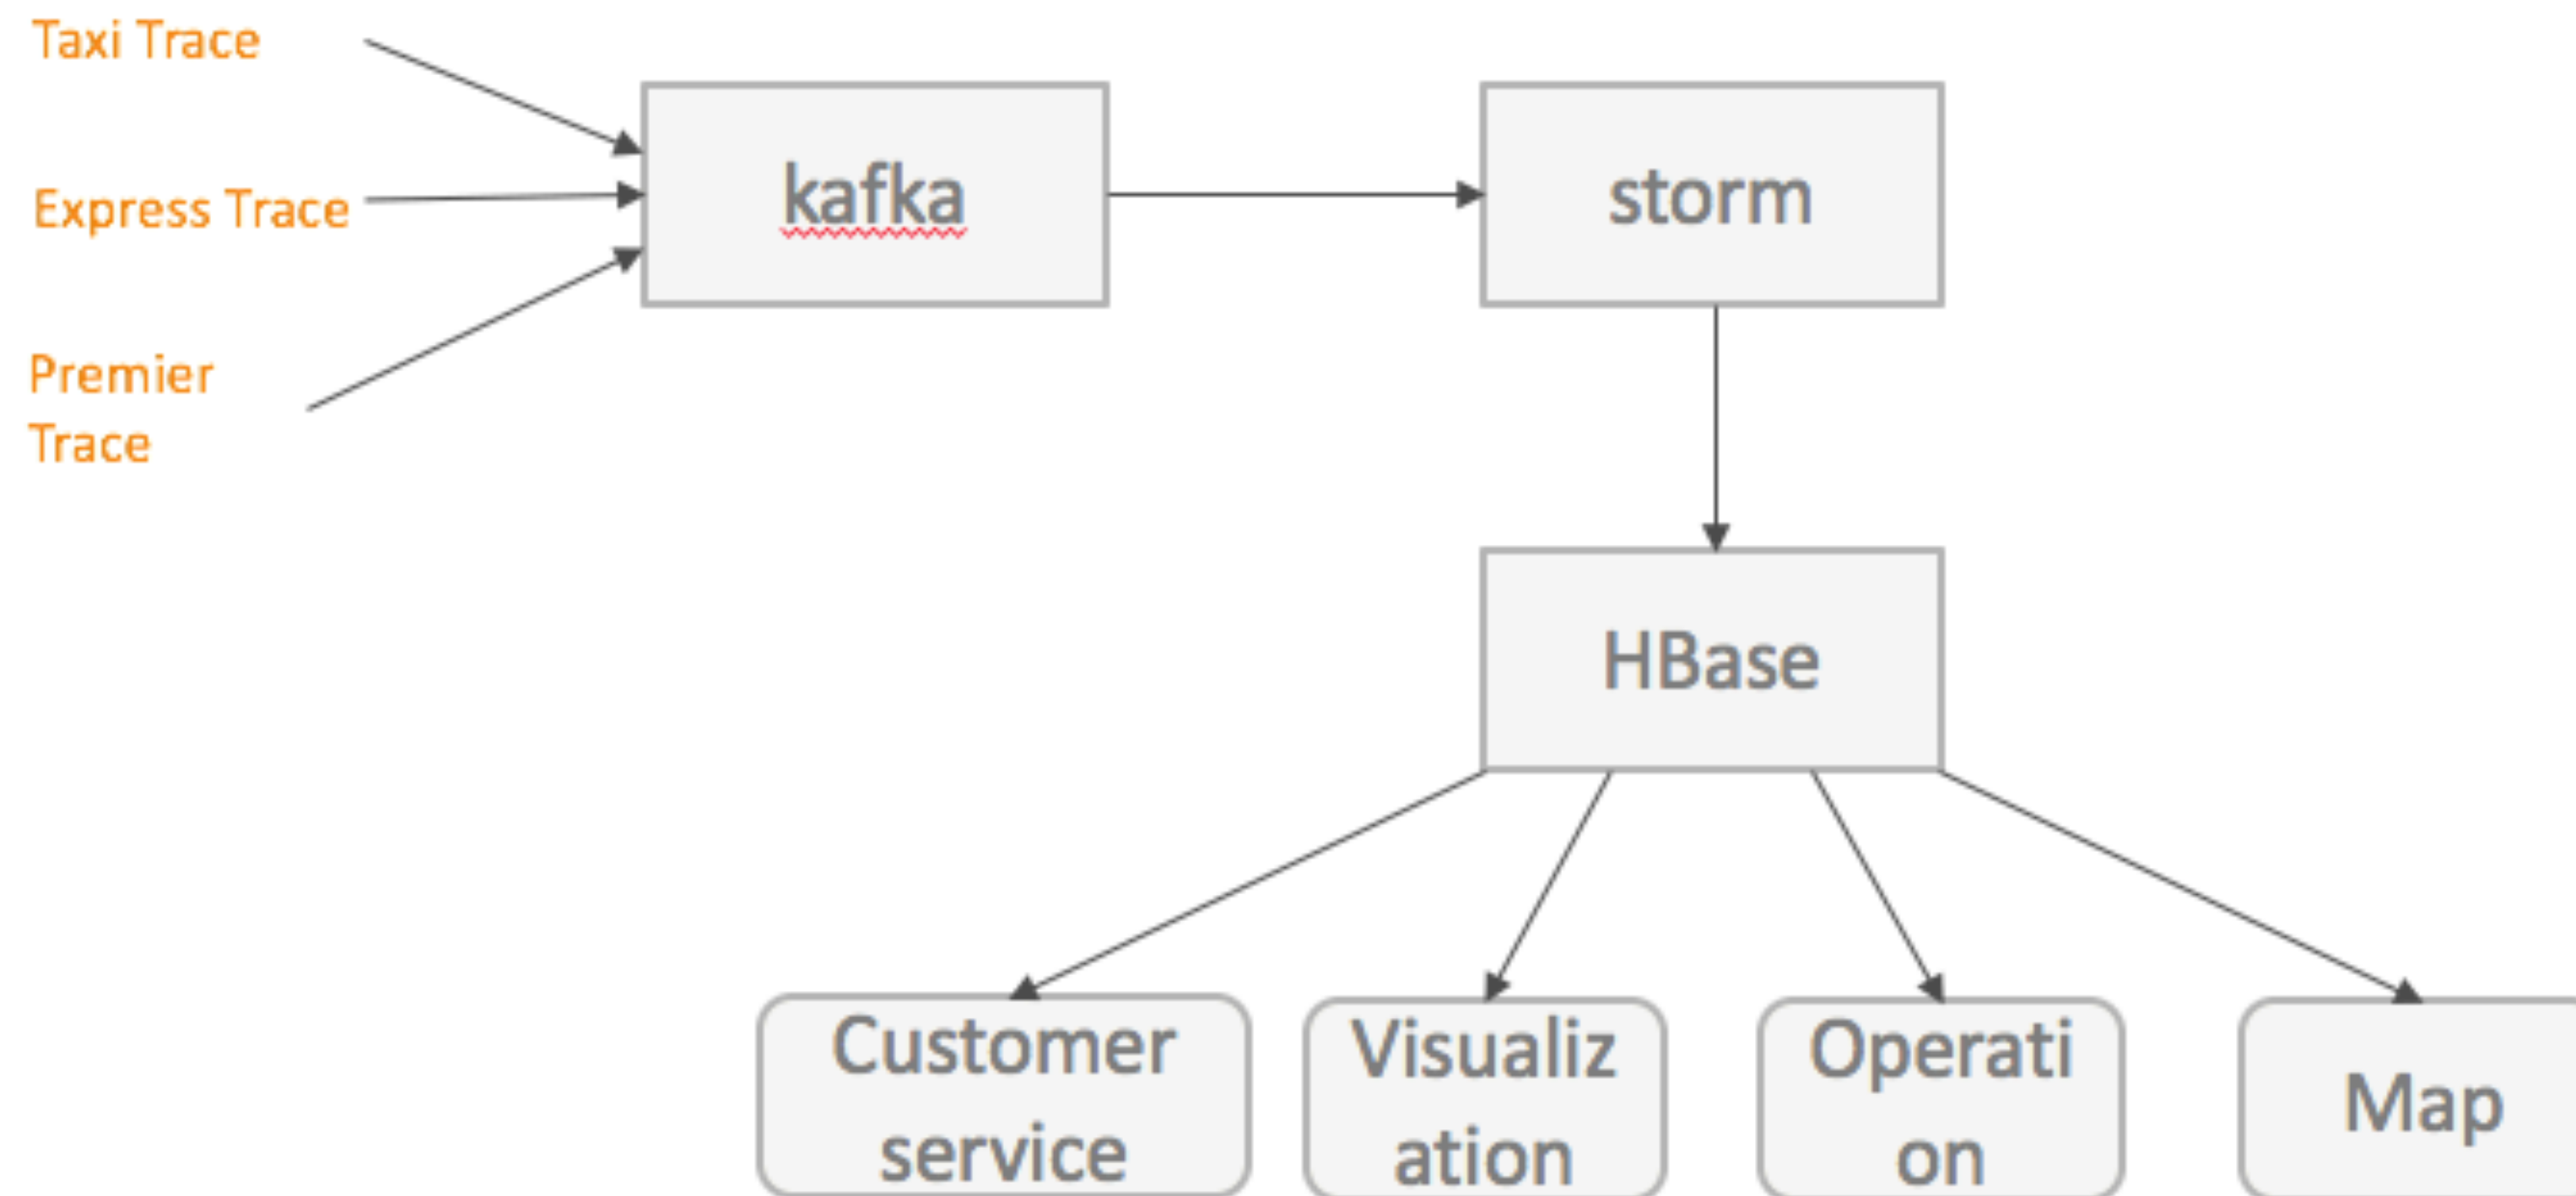 Taxi Trace
Express Trace
Premier
Trace
kafka
storm
HBase
Customer
service
Visualiz
ation
Operati
on
Map